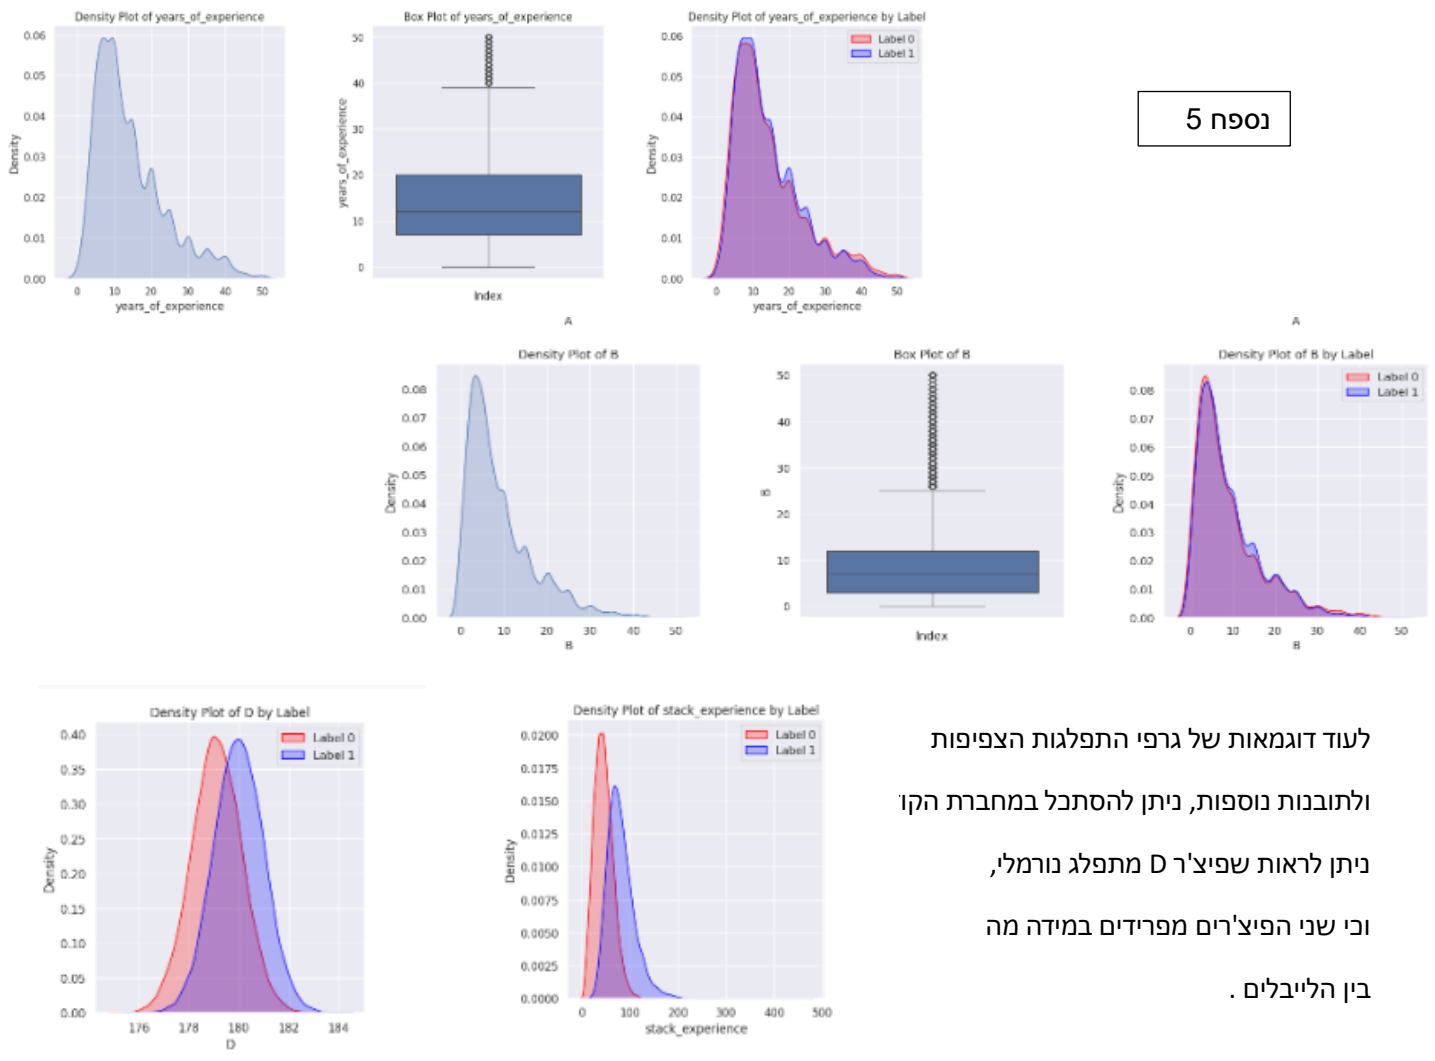 Density Plot of years_of_experience
0.06
0.05
0.04
0.03
0.02
0.01
0.00
Density
0 10 20 30 40 50
years_of_experience
Box Plot of years_of_experience
50
40
30
20
10
0
years_of_experience
Index
Density Plot of years_of_experience by Label
Label 0
Label 1
0.06
0.05
0.04
0.03
0.02
0.01
0.00
Density
0 10 20 30 40 50
years_of_experience
נספח 5
A
A
Density Plot of B
0.08
0.07
0.06
0.05
0.04
0.03
0.02
0.01
0.00
Density
0 10 20 30 40 50
B
Box Plot of B
50
40
30
20
10
0
B
Index
Density Plot of B by Label
Label 0
Label 1
0.08
0.07
0.06
0.05
0.04
0.03
0.02
0.01
0.00
Density
0 10 20 30 40 50
B
Density Plot of D by Label
Label 0
Label 1
0.40
0.35
0.30
0.25
0.20
0.15
0.10
0.05
0.00
Density
176 178 180 182 184
D
Density Plot of stack_experience by Label
Label 0
Label 1
0.0200
0.0175
0.0150
0.0125
0.0100
0.0075
0.0050
0.0025
0.0000
Density
0 100 200 300 400 500
stack_experience
לעוד דוגמאות של גרפי התפלגות הצפיפות
ולתובנות נוספות, ניתן להסתכל במחברת
ניתן לראות שפיצ'ר D מתפלג נורמלי,
וכי שני הפיצ'רים מפרידים במידה מה
בין הלייבלים .